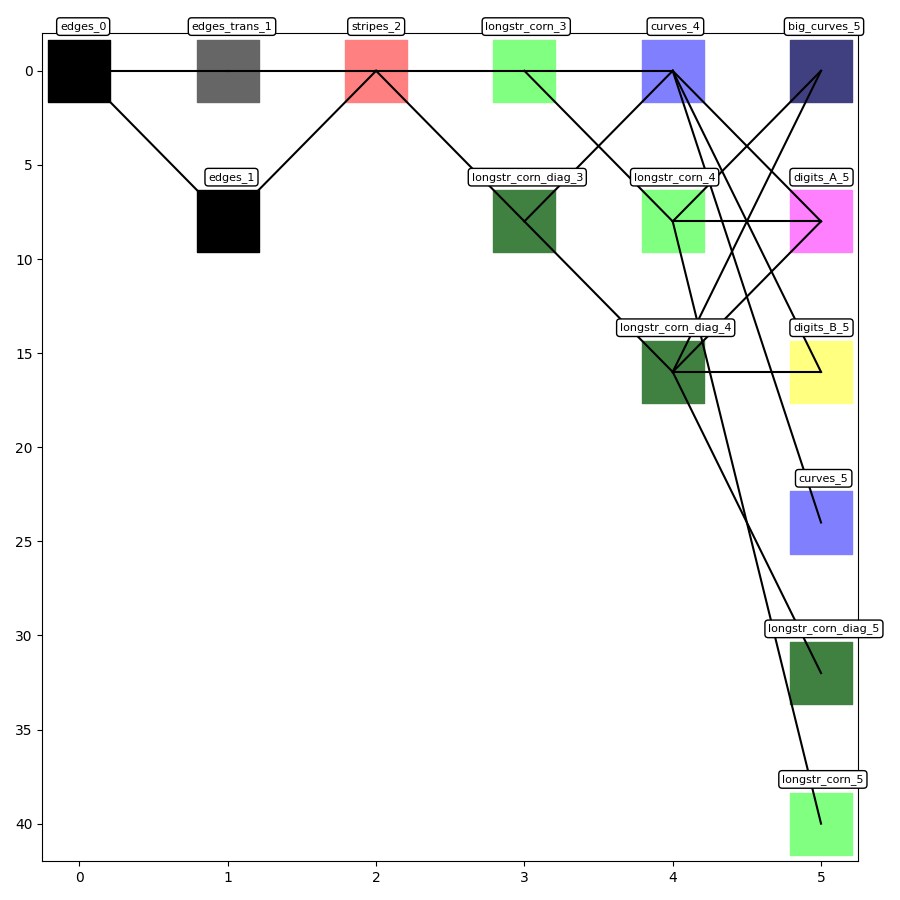 edges_0 edges_trans_1 stripes_2 longstr_corn_3 curves_4 big_curves_5
0
5
edges_1 longstr_corn_diag_3 longstr_corn_4 digits_A_5
10
longstr_corn_diag_4 digits_B_5
15
20
curves_5
25
longstr_corn_diag_5
30
35
longstr_corn_5
40
0 1 2 3 4 5